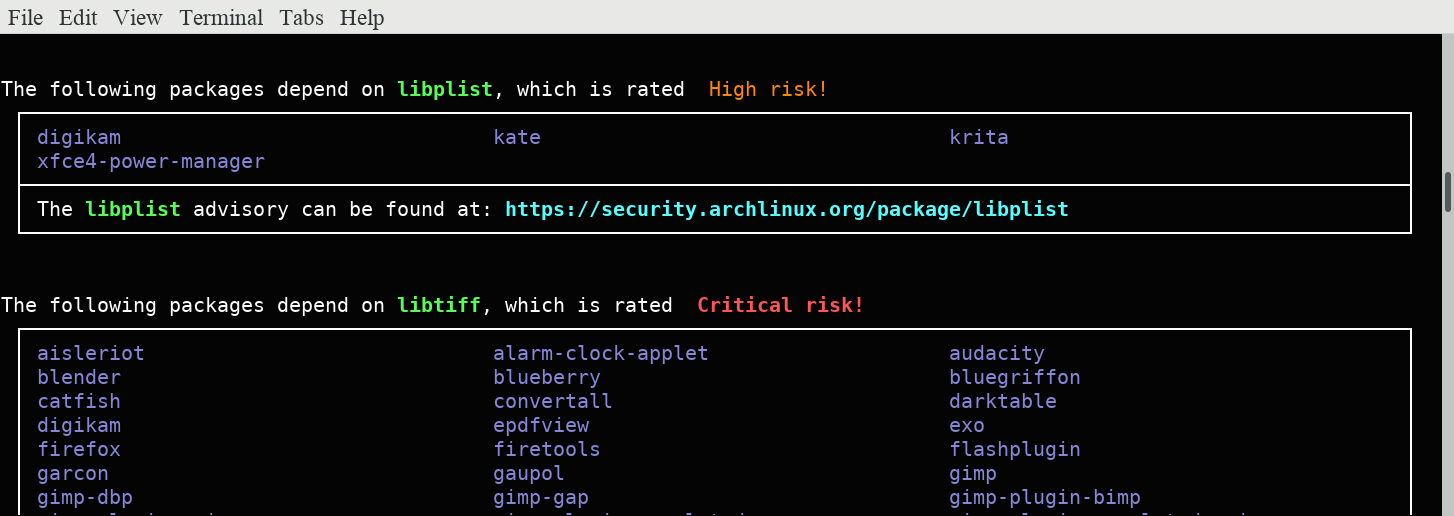 File Edit View Terminal Tabs Help
The following packages depend on libplist, which is rated  High risk!
digikam kate krita
xfce4-power-manager
The libplist advisory can be found at: https://security.archlinux.org/package/libplist
The following packages depend on libtiff, which is rated  Critical risk!
aisleriot alarm-clock-applet audacity
blender blueberry bluegriffon
catfish convertall darktable
digikam epdfview exo
firefox firetools flashplugin
garcon gaupol gimp
gimp-dbp gimp-gap gimp-plugin-bimp